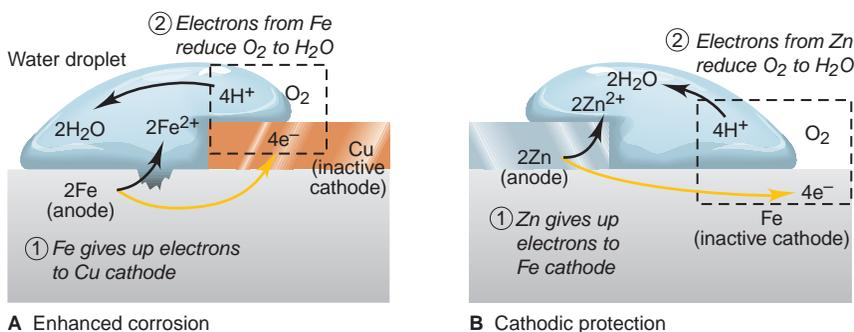 ② Electrons from Fe
reduce O2 to H2O
Water droplet
4H+
O2
2H2O
2Fe2+
4e–
Cu
(inactive
cathode)
2Fe
(anode)
① Fe gives up electrons
to Cu cathode
A Enhanced corrosion
② Electrons from Zn
reduce O2 to H2O
2H2O
2Zn2+
4H+
O2
2Zn
(anode)
4e–
① Zn gives up
electrons to
Fe cathode
Fe
(inactive cathode)
B Cathodic protection